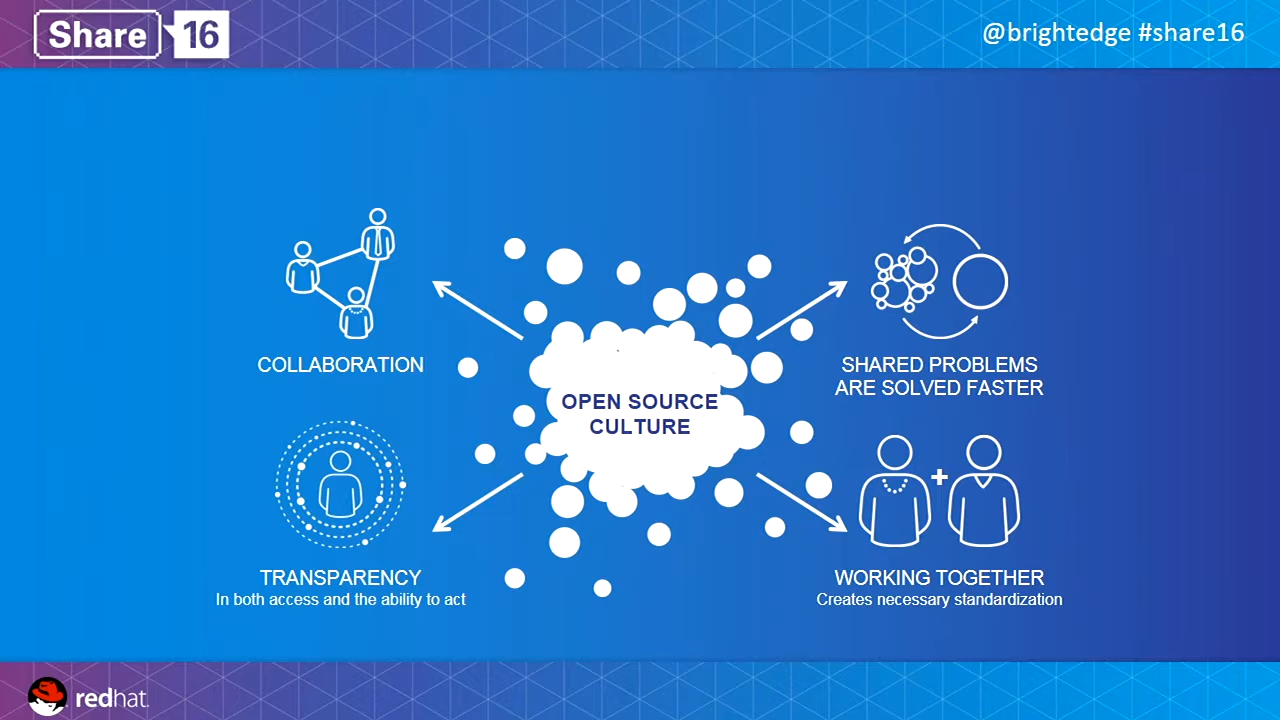 Share 16
@brightedge #share16
COLLABORATION
SHARED PROBLEMS
ARE SOLVED FASTER
OPEN SOURCE
CULTURE
TRANSPARENCY
In both access and the ability to act
WORKING TOGETHER
Creates necessary standardization
redhat.